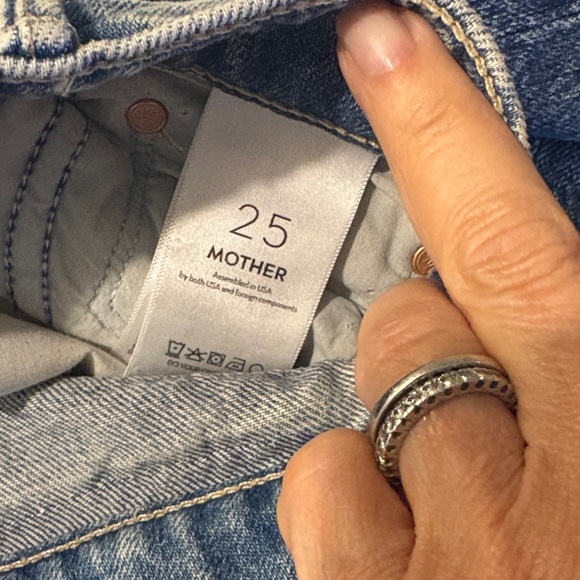 25
MOTHER
Assembled in USA
by both USA and foreign components